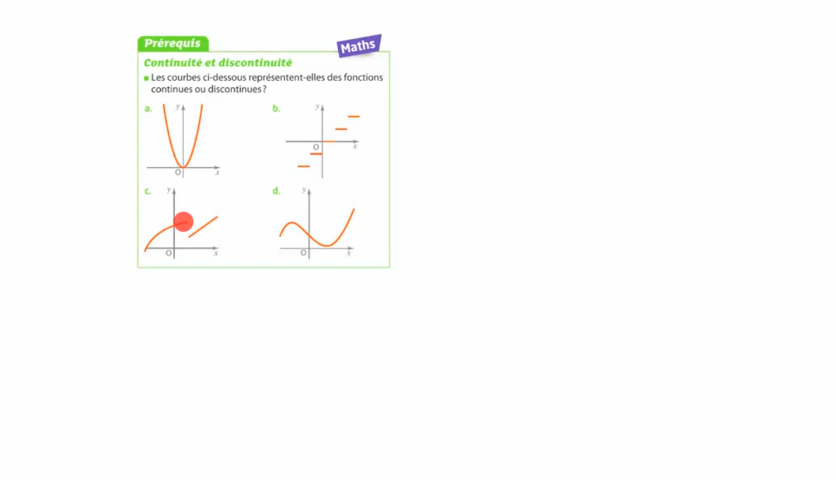 Prérequis
Maths
Continuité et discontinuité
Les courbes ci-dessous représentent-elles des fonctions
continues ou discontinues ?
a.
y
O
x
b.
y
O
x
c.
y
O
x
d.
y
O
x